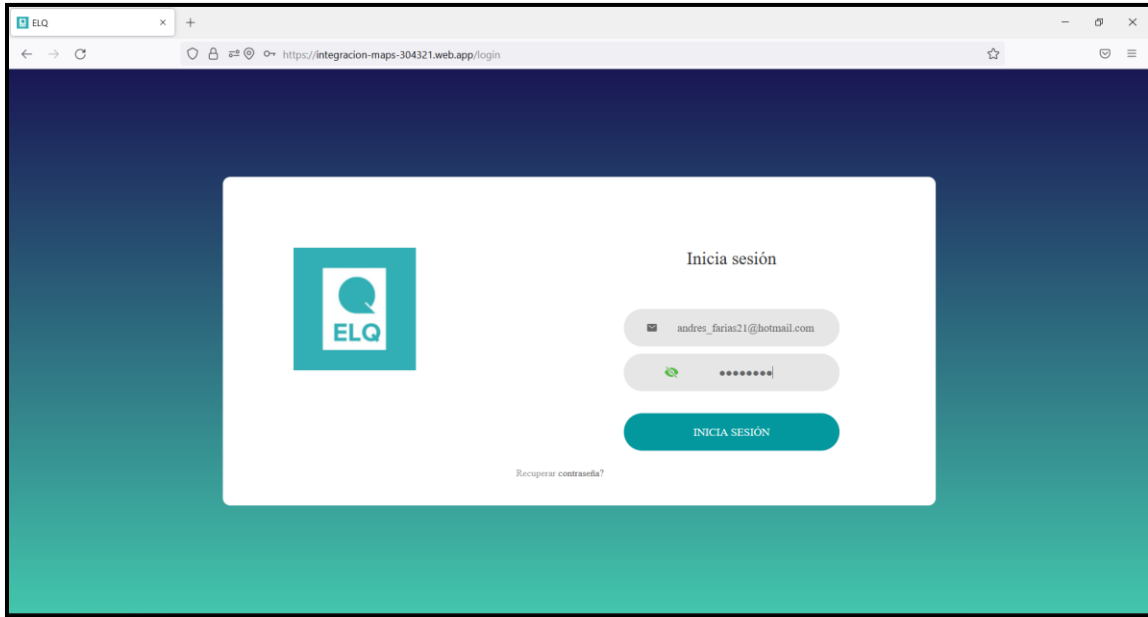 ELQ
https://integracion-maps-304321.web.app/login
ELQ
Inicia sesión
andres_farias21@hotmail.com
••••••••
INICIA SESIÓN
Recuperar contraseña?